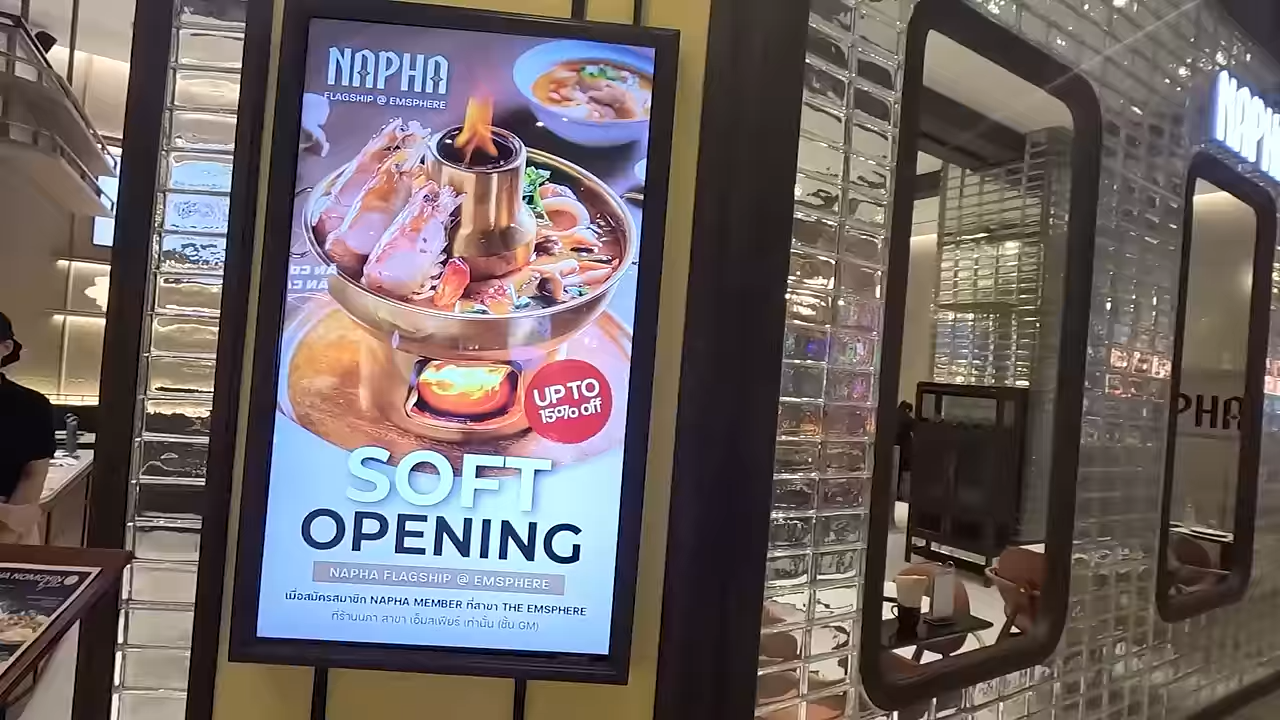 NAPHA
FLAGSHIP @ EMSPHERE
UP TO
15% off
SOFT
OPENING
NAPHA FLAGSHIP @ EMSPHERE
เมื่อสมัครสมาชิก NAPHA MEMBER ที่สาขา THE EMSPHERE
ที่ร้านนภา สาขา เอ็มสเฟียร์ เท่านั้น (ชั้น GM)
NAPH
PHA